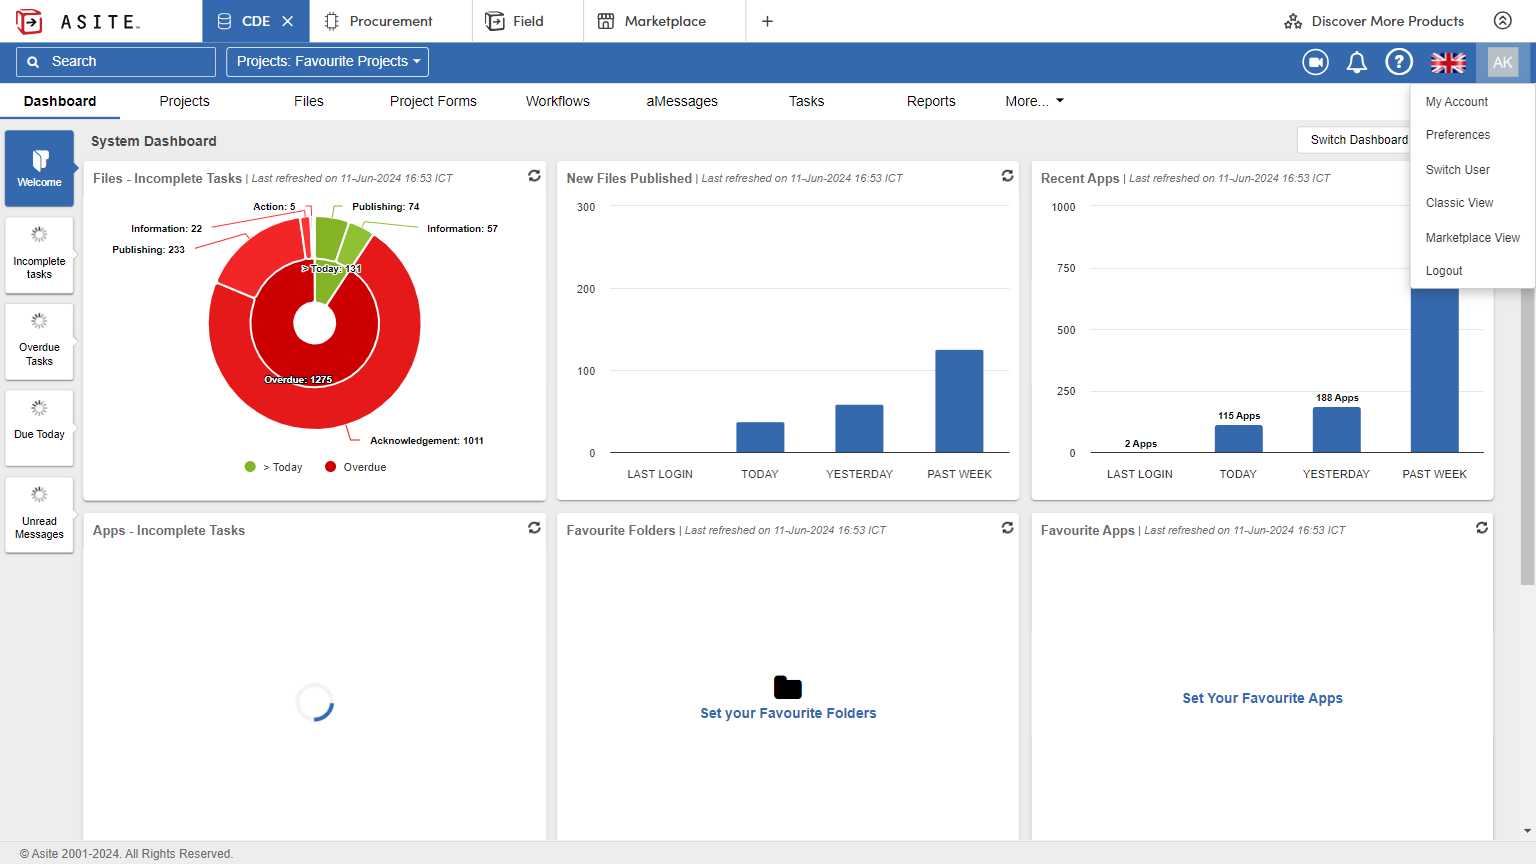 ASITE
CDE
Procurement
Field
Marketplace
Discover More Products
Search
Projects: Favourite Projects
AK
Dashboard
Projects
Files
Project Forms
Workflows
aMessages
Tasks
Reports
More...
My Account
Preferences
Switch User
Classic View
Marketplace View
Logout
Welcome
Incomplete
tasks
Overdue
Tasks
Due Today
Unread
Messages
System Dashboard
Switch Dashboard
Files - Incomplete Tasks | Last refreshed on 11-Jun-2024 16:53 ICT
Action: 5
Publishing: 74
Information: 22
Information: 57
Publishing: 233
> Today: 131
Overdue: 1275
Acknowledgement: 1011
> Today
Overdue
New Files Published | Last refreshed on 11-Jun-2024 16:53 ICT
300
200
100
0
LAST LOGIN
TODAY
YESTERDAY
PAST WEEK
Recent Apps | Last refreshed on 11-Jun-2024 16:53 ICT
1000
750
500
250
0
2 Apps
115 Apps
188 Apps
LAST LOGIN
TODAY
YESTERDAY
PAST WEEK
Apps - Incomplete Tasks
Favourite Folders | Last refreshed on 11-Jun-2024 16:53 ICT
Set your Favourite Folders
Favourite Apps | Last refreshed on 11-Jun-2024 16:53 ICT
Set Your Favourite Apps
© Asite 2001-2024. All Rights Reserved.